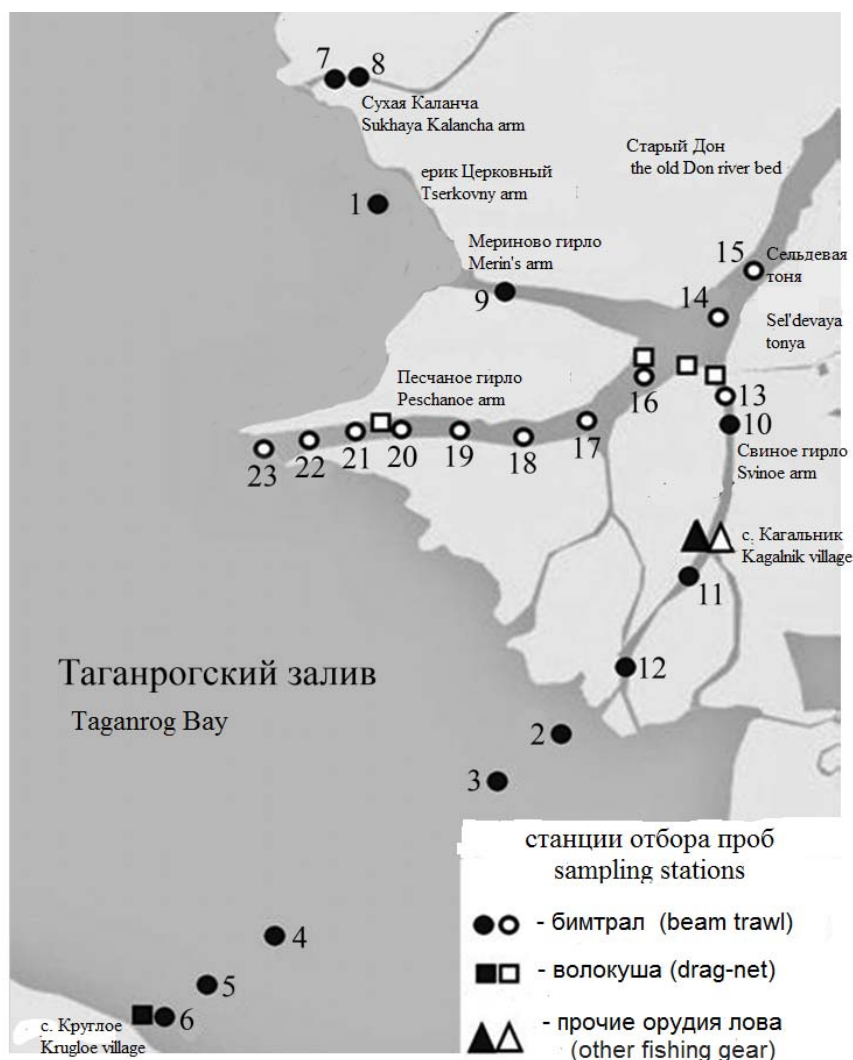 7
8
Сухая Каланча
Sukhaya Kalancha arm
Старый Дон
the old Don river bed
ерик Церковный
Tserkovny arm
1
Мериново гирло
Merin's arm
15
Сельдевая
тоня
9
14
Sel'devaya
tonya
Песчаное гирло
Peschanoe arm
16
13
10
23
22
21
20
19
18
17
Свиное гирло
Svinoe arm
с. Кагальник
Kagalnik village
11
12
Таганрогский залив
Taganrog Bay
2
3
4
5
6
с. Круглое
Krugloe village
станции отбора проб
sampling stations
- бимтрал (beam trawl)
- волокуша (drag-net)
- прочие орудия лова
(other fishing gear)